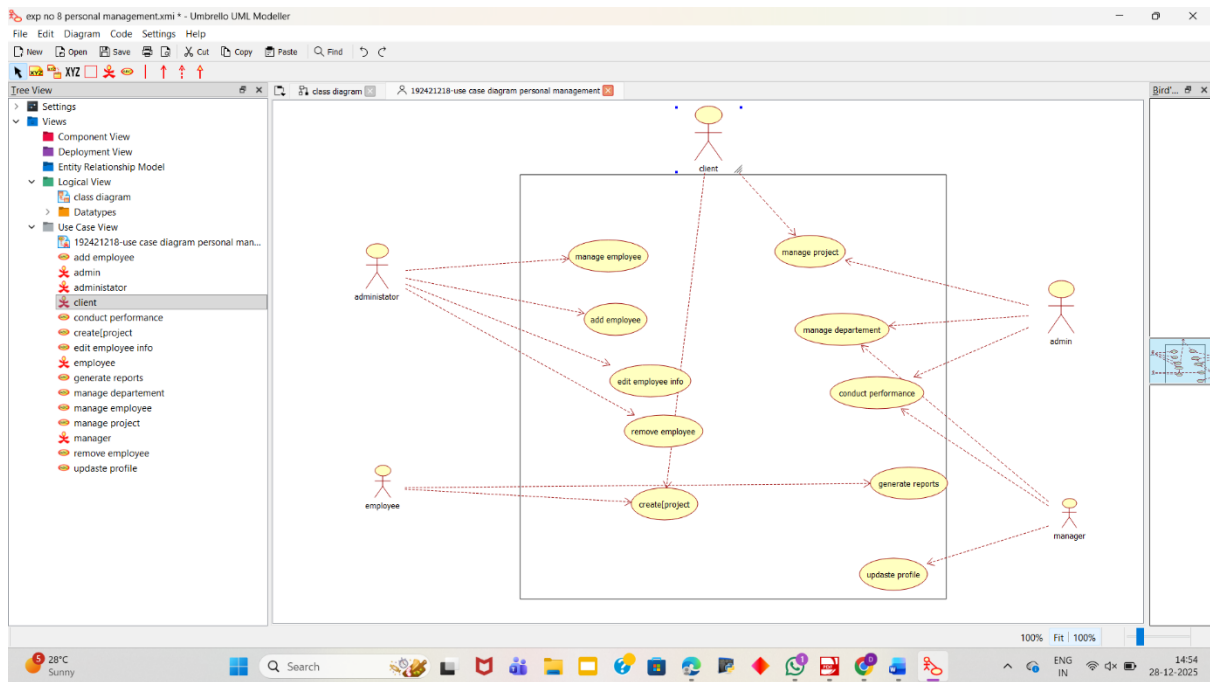 exp no 8 personal management.xmi * - Umbrello UML Modeller
File Edit Diagram Code Settings Help
New Open Save Cut Copy Paste Find
XYZ XYZ
Tree View
class diagram
192421218-use case diagram personal management
Bird'...
Settings
Views
Component View
Deployment View
Entity Relationship Model
Logical View
class diagram
Datatypes
Use Case View
192421218-use case diagram personal man...
add employee
admin
administator
client
conduct performance
create[project
edit employee info
employee
generate reports
manage departement
manage employee
manage project
manager
remove employee
updaste profile
client
manage employee
manage project
administator
add employee
manage departement
admin
edit employee info
conduct performance
remove employee
generate reports
employee
create[project
manager
updaste profile
100% Fit 100%
5
28°C
Sunny
Search
1
ENG
IN
14:54
28-12-2025